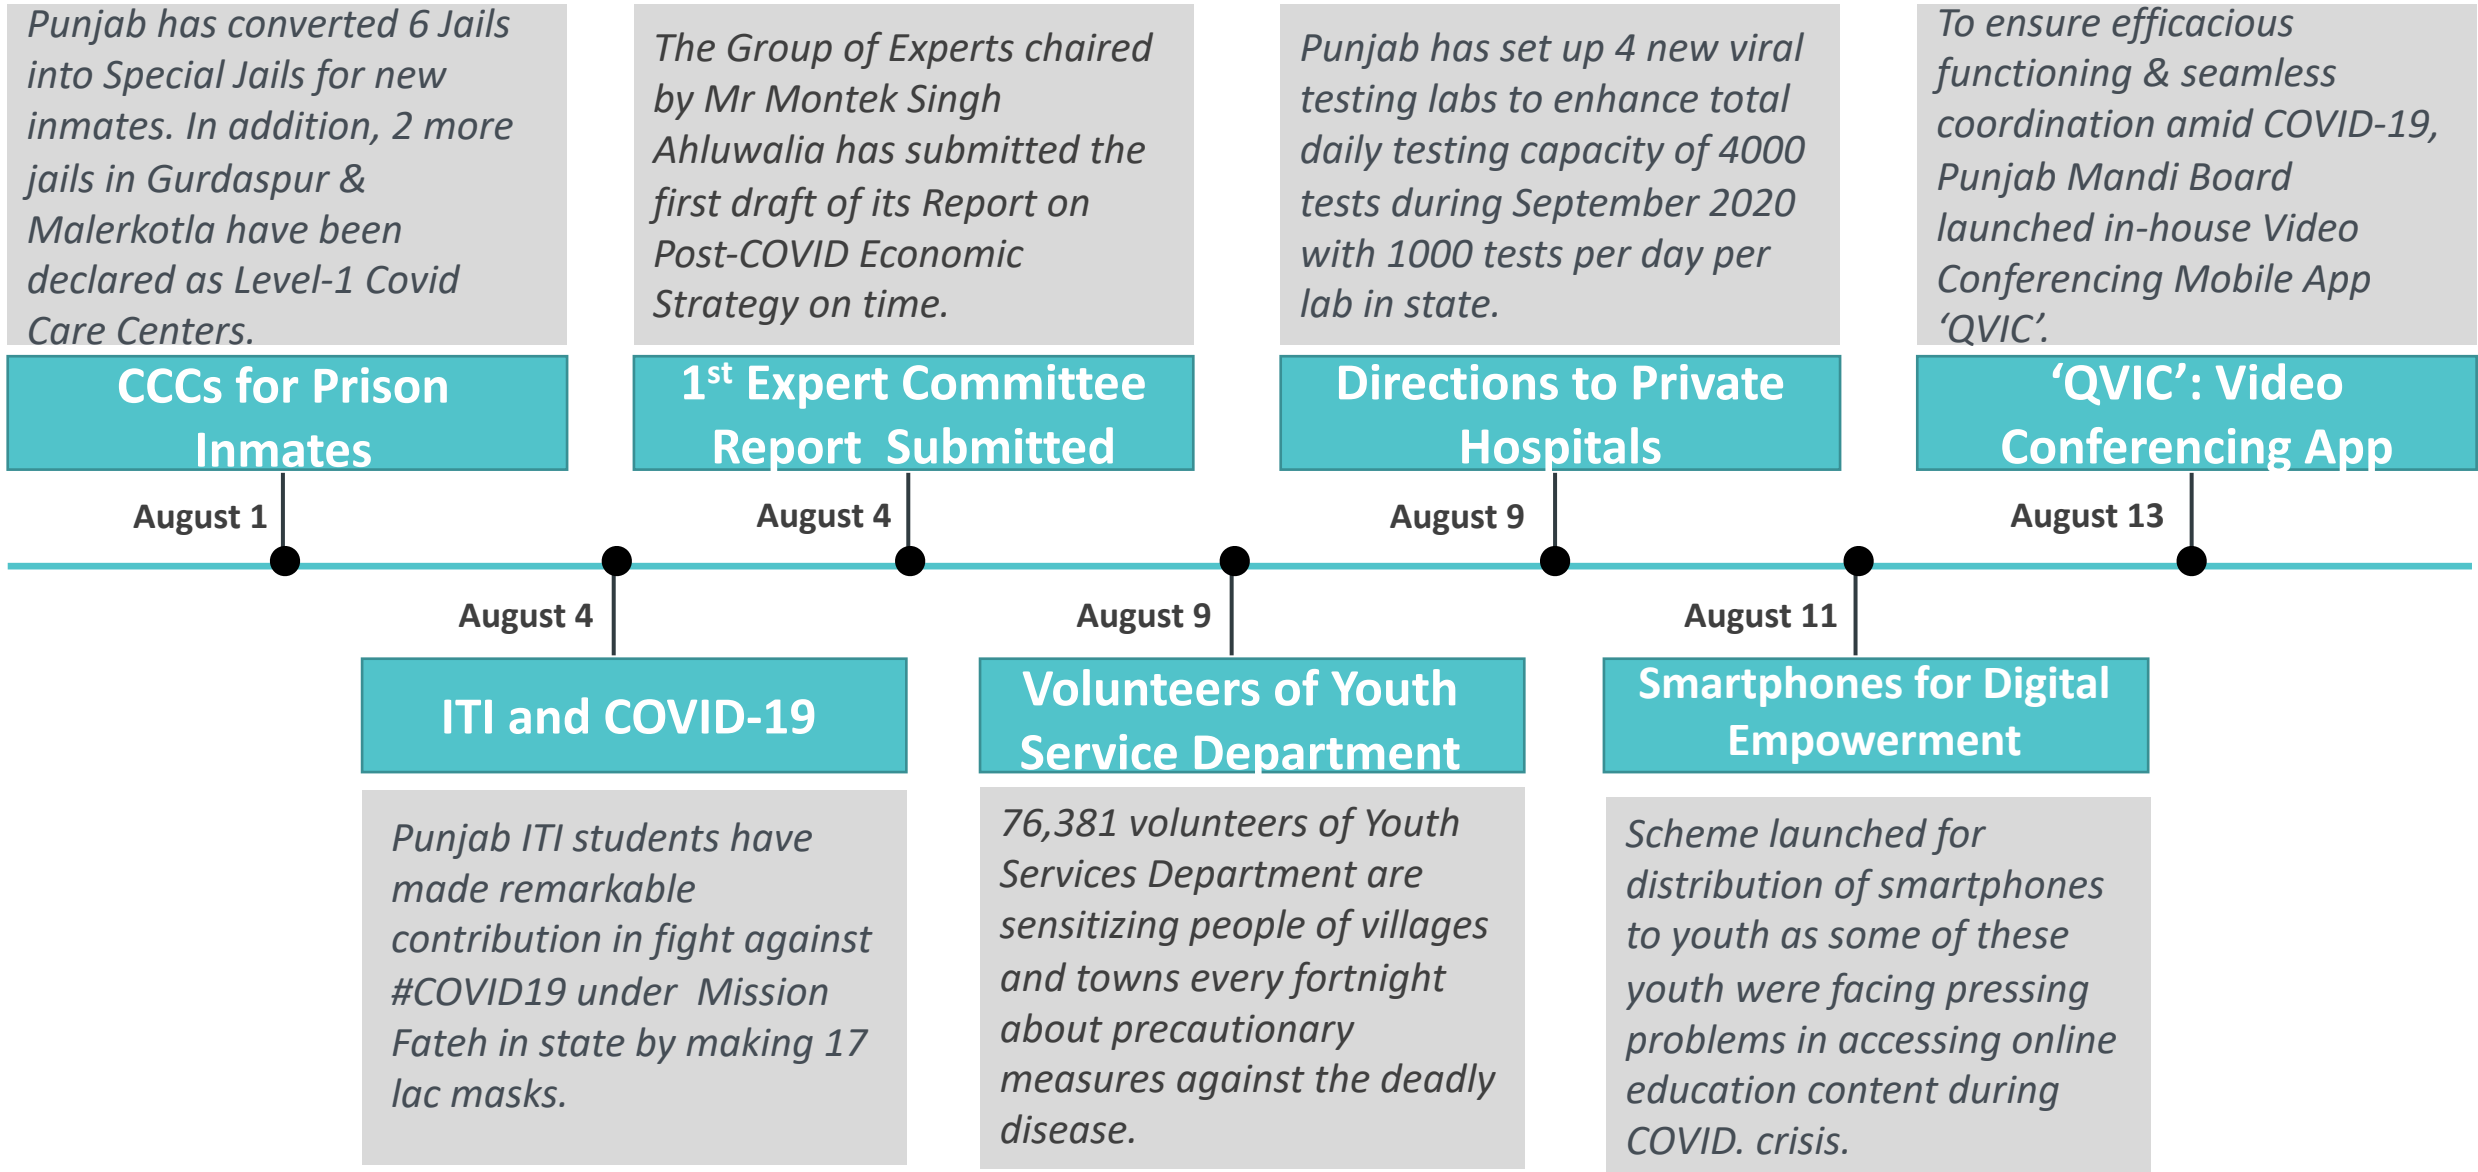 Punjab has converted 6 Jails
into Special Jails for new
inmates. In addition, 2 more
jails in Gurdaspur &
Malerkotla have been
declared as Level-1 Covid
Care Centers.
CCCs for Prison
Inmates
August 1
August 4
ITI and COVID-19
Punjab ITI students have
made remarkable
contribution in fight against
#COVID19 under Mission
Fateh in state by making 17
lac masks.
The Group of Experts chaired
by Mr Montek Singh
Ahluwalia has submitted the
first draft of its Report on
Post-COVID Economic
Strategy on time.
1st Expert Committee
Report Submitted
August 4
August 9
Volunteers of Youth
Service Department
76,381 volunteers of Youth
Services Department are
sensitizing people of villages
and towns every fortnight
about precautionary
measures against the deadly
disease.
Punjab has set up 4 new viral
testing labs to enhance total
daily testing capacity of 4000
tests during September 2020
with 1000 tests per day per
lab in state.
Directions to Private
Hospitals
August 9
August 11
Smartphones for Digital
Empowerment
Scheme launched for
distribution of smartphones
to youth as some of these
youth were facing pressing
problems in accessing online
education content during
COVID. crisis.
To ensure efficacious
functioning & seamless
coordination amid COVID-19,
Punjab Mandi Board
launched in-house Video
Conferencing Mobile App
‘QVIC’.
‘QVIC’: Video
Conferencing App
August 13